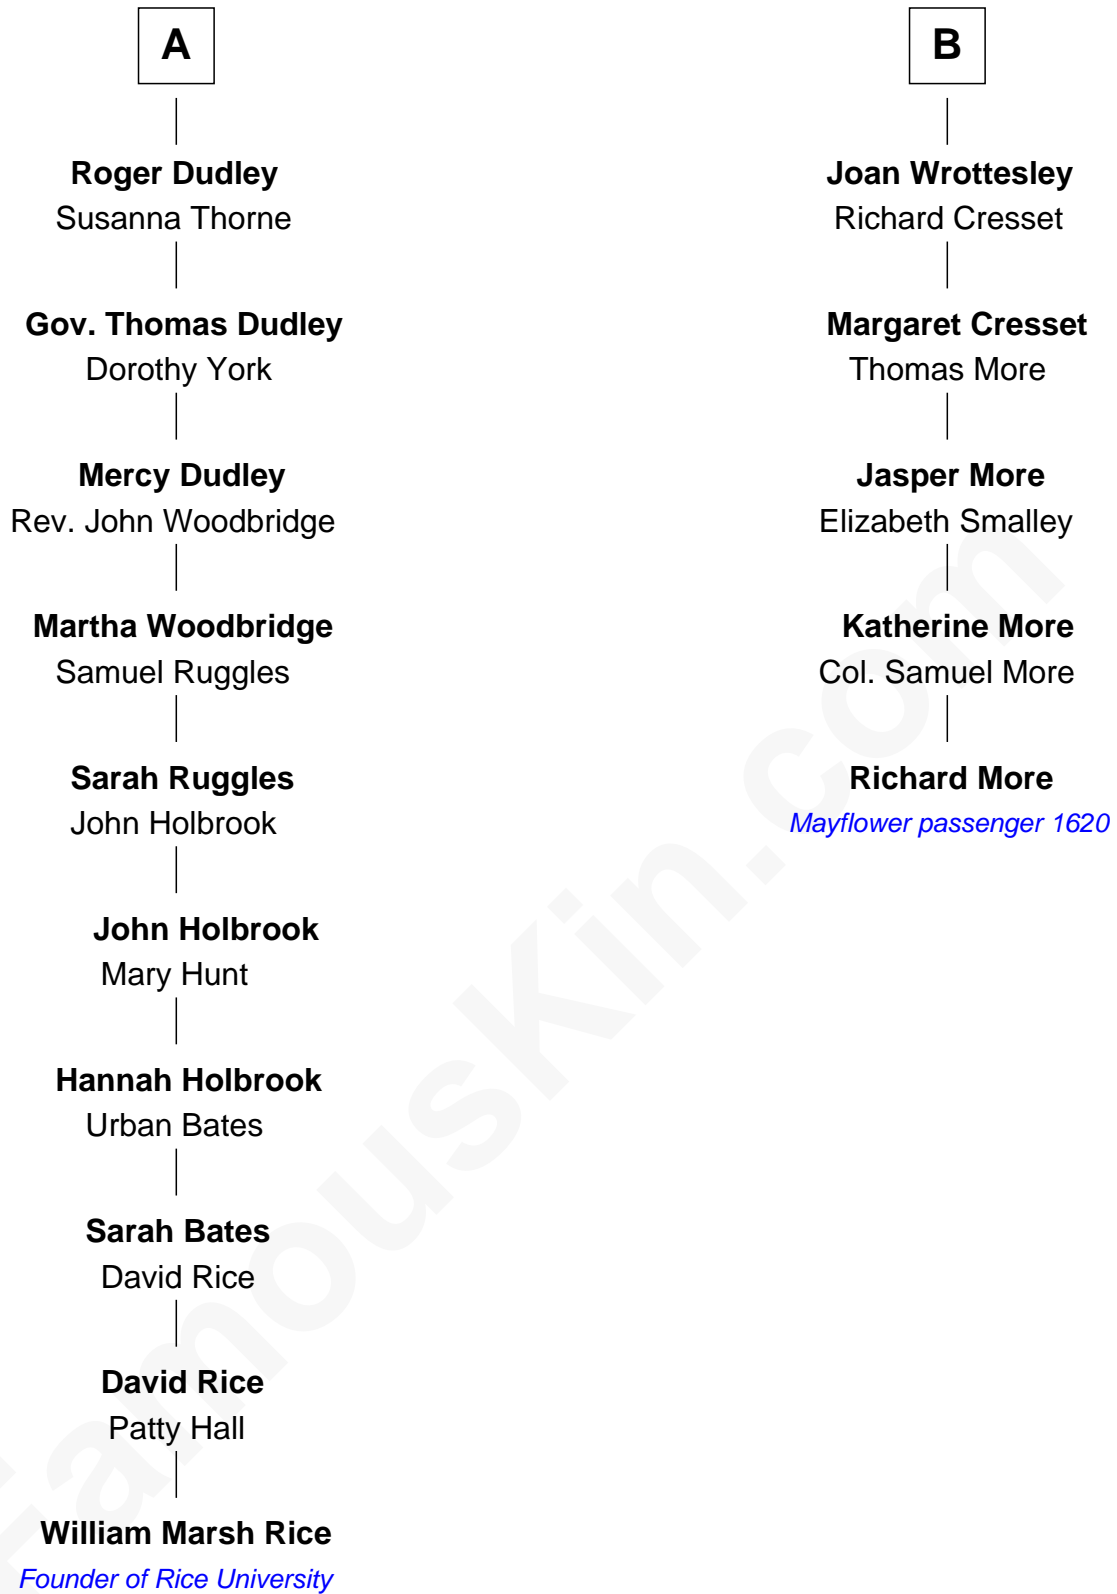 A
Roger Dudley
Susanna Thorne
Gov. Thomas Dudley
Dorothy York
Mercy Dudley
Rev. John Woodbridge
Martha Woodbridge
Samuel Ruggles
Sarah Ruggles
John Holbrook
John Holbrook
Mary Hunt
Hannah Holbrook
Urban Bates
Sarah Bates
David Rice
David Rice
Patty Hall
William Marsh Rice
Founder of Rice University
B
Joan Wrottesley
Richard Cresset
Margaret Cresset
Thomas More
Jasper More
Elizabeth Smalley
Katherine More
Col. Samuel More
Richard More
Mayflower passenger 1620
FamousKin.com